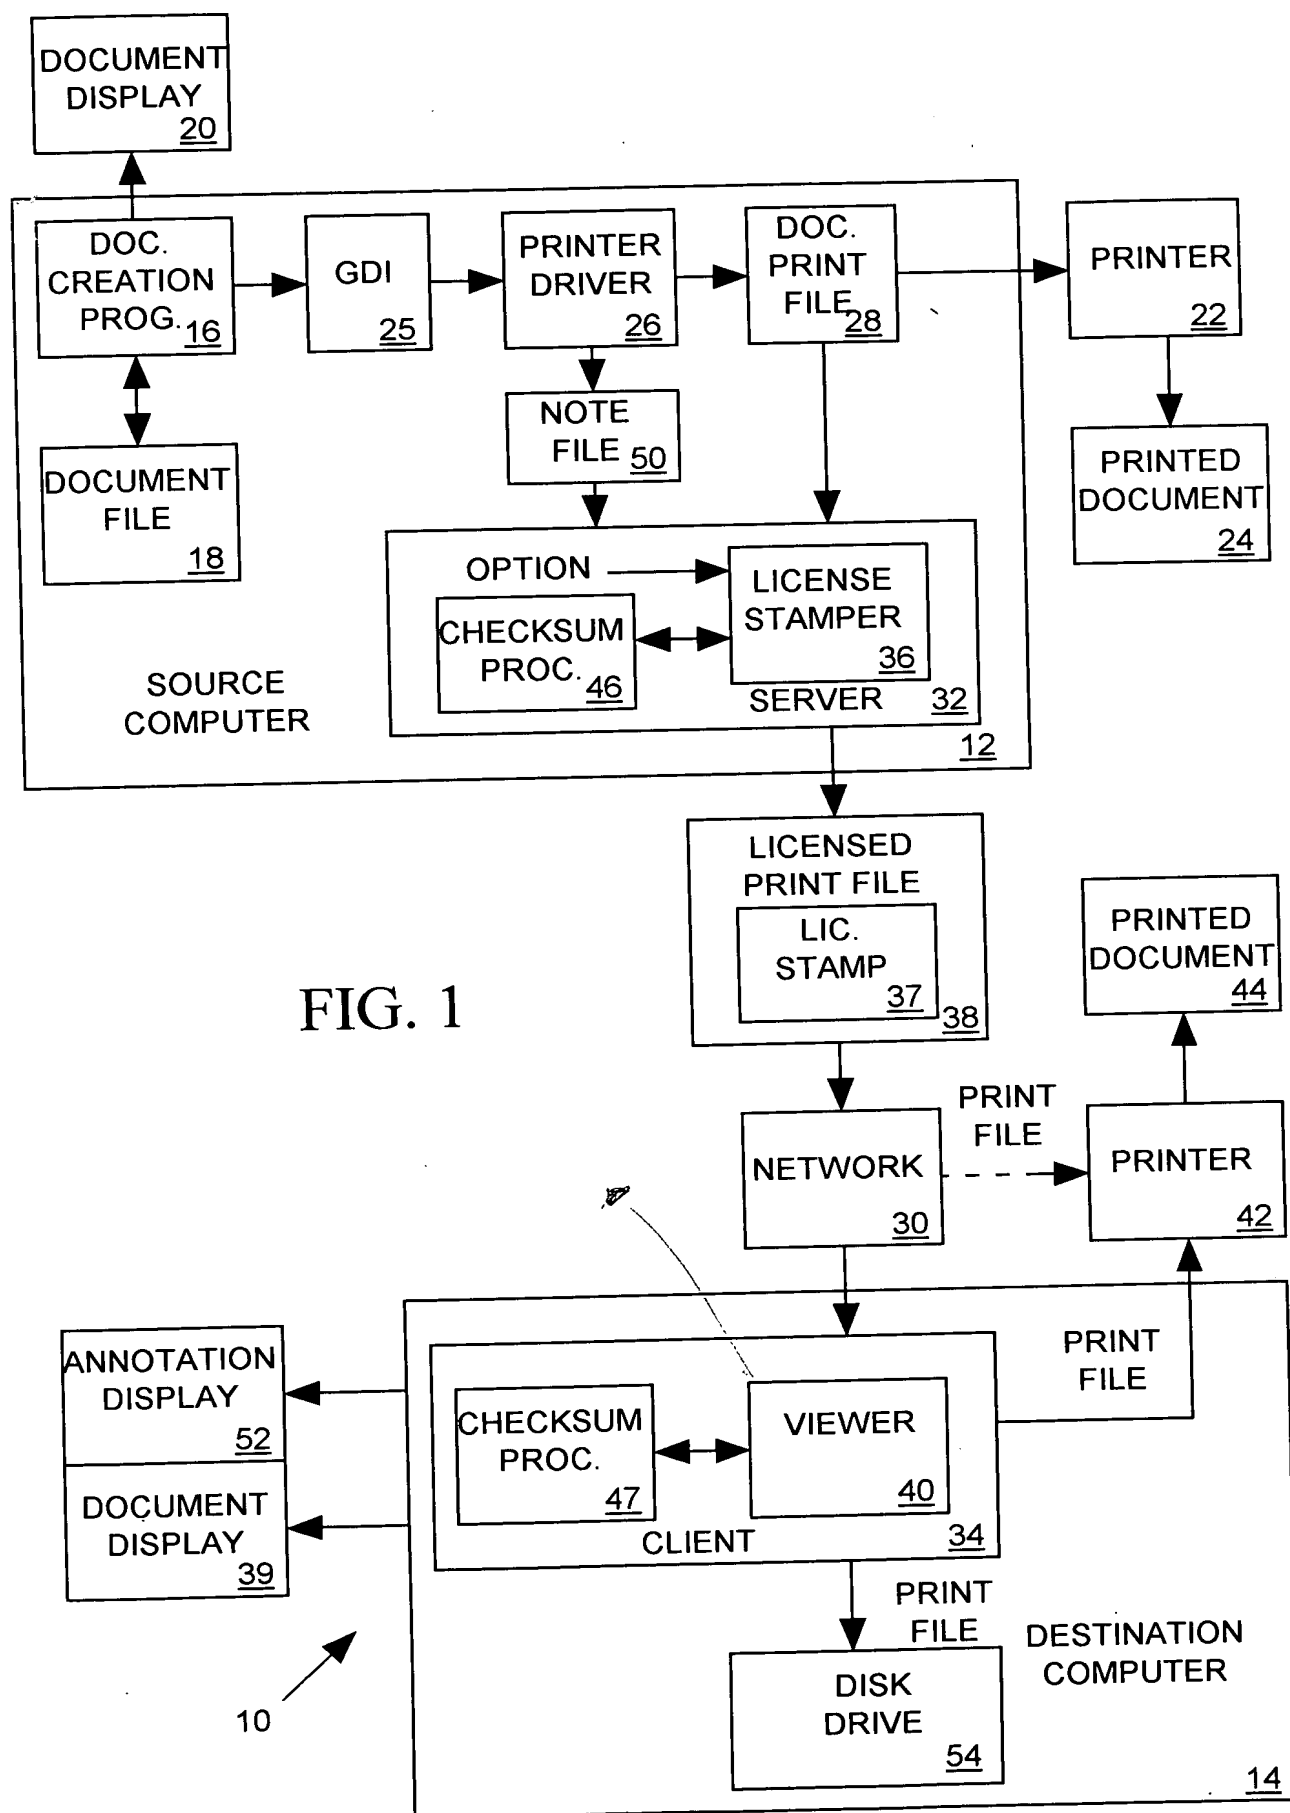 DOCUMENT
DISPLAY
20
DOC.
CREATION
PROG.
16
GDI
25
PRINTER
DRIVER
26
DOC.
PRINT
FILE
28
PRINTER
22
DOCUMENT
FILE
18
NOTE
FILE
50
PRINTED
DOCUMENT
24
OPTION
LICENSE
STAMPER
36
CHECKSUM
PROC.
46
SERVER
32
SOURCE
COMPUTER
12
LICENSED
PRINT FILE
LIC.
STAMP
37
38
PRINTED
DOCUMENT
44
FIG. 1
NETWORK
30
PRINT
FILE
PRINTER
42
ANNOTATION
DISPLAY
52
DOCUMENT
DISPLAY
39
CHECKSUM
PROC.
47
VIEWER
40
CLIENT
34
PRINT
FILE
PRINT
FILE
DESTINATION
COMPUTER
DISK
DRIVE
54
10
14